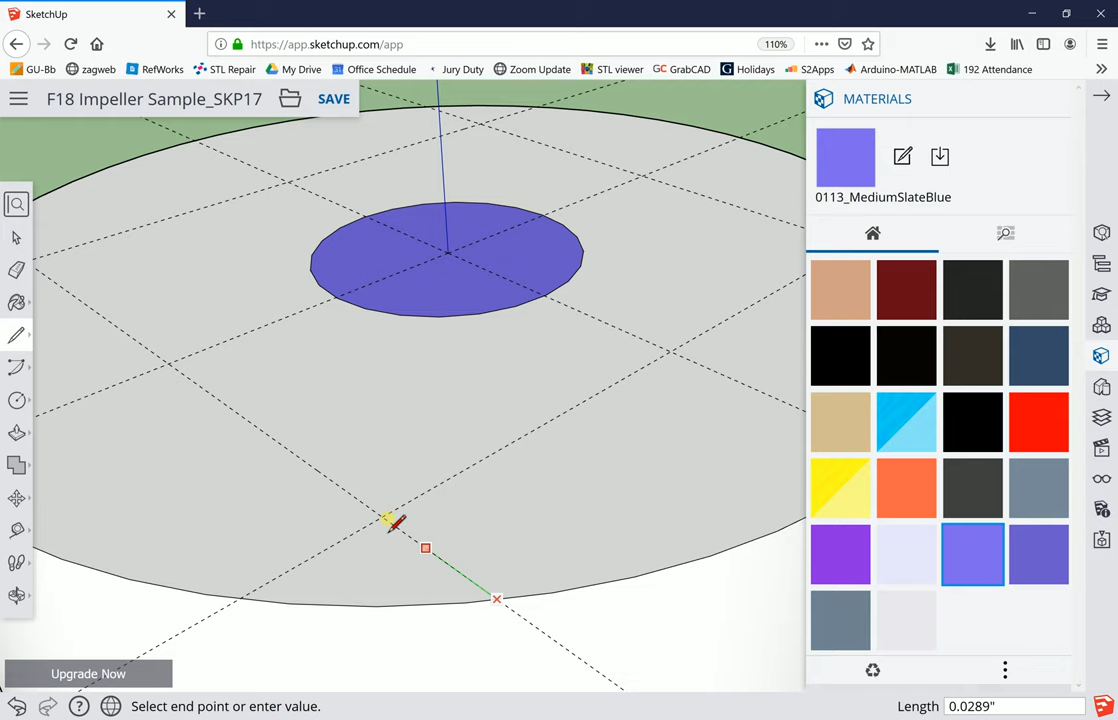 SketchUp
https://app.sketchup.com/app
110%
GU-Bb
zagweb
RefWorks
STL Repair
My Drive
Office Schedule
Jury Duty
Zoom Update
STL viewer
GC GrabCAD
Holidays
S2Apps
Arduino-MATLAB
192 Attendance
F18 Impeller Sample_SKP17
SAVE
MATERIALS
0113_MediumSlateBlue
Upgrade Now
Select end point or enter value.
Length 0.0289"